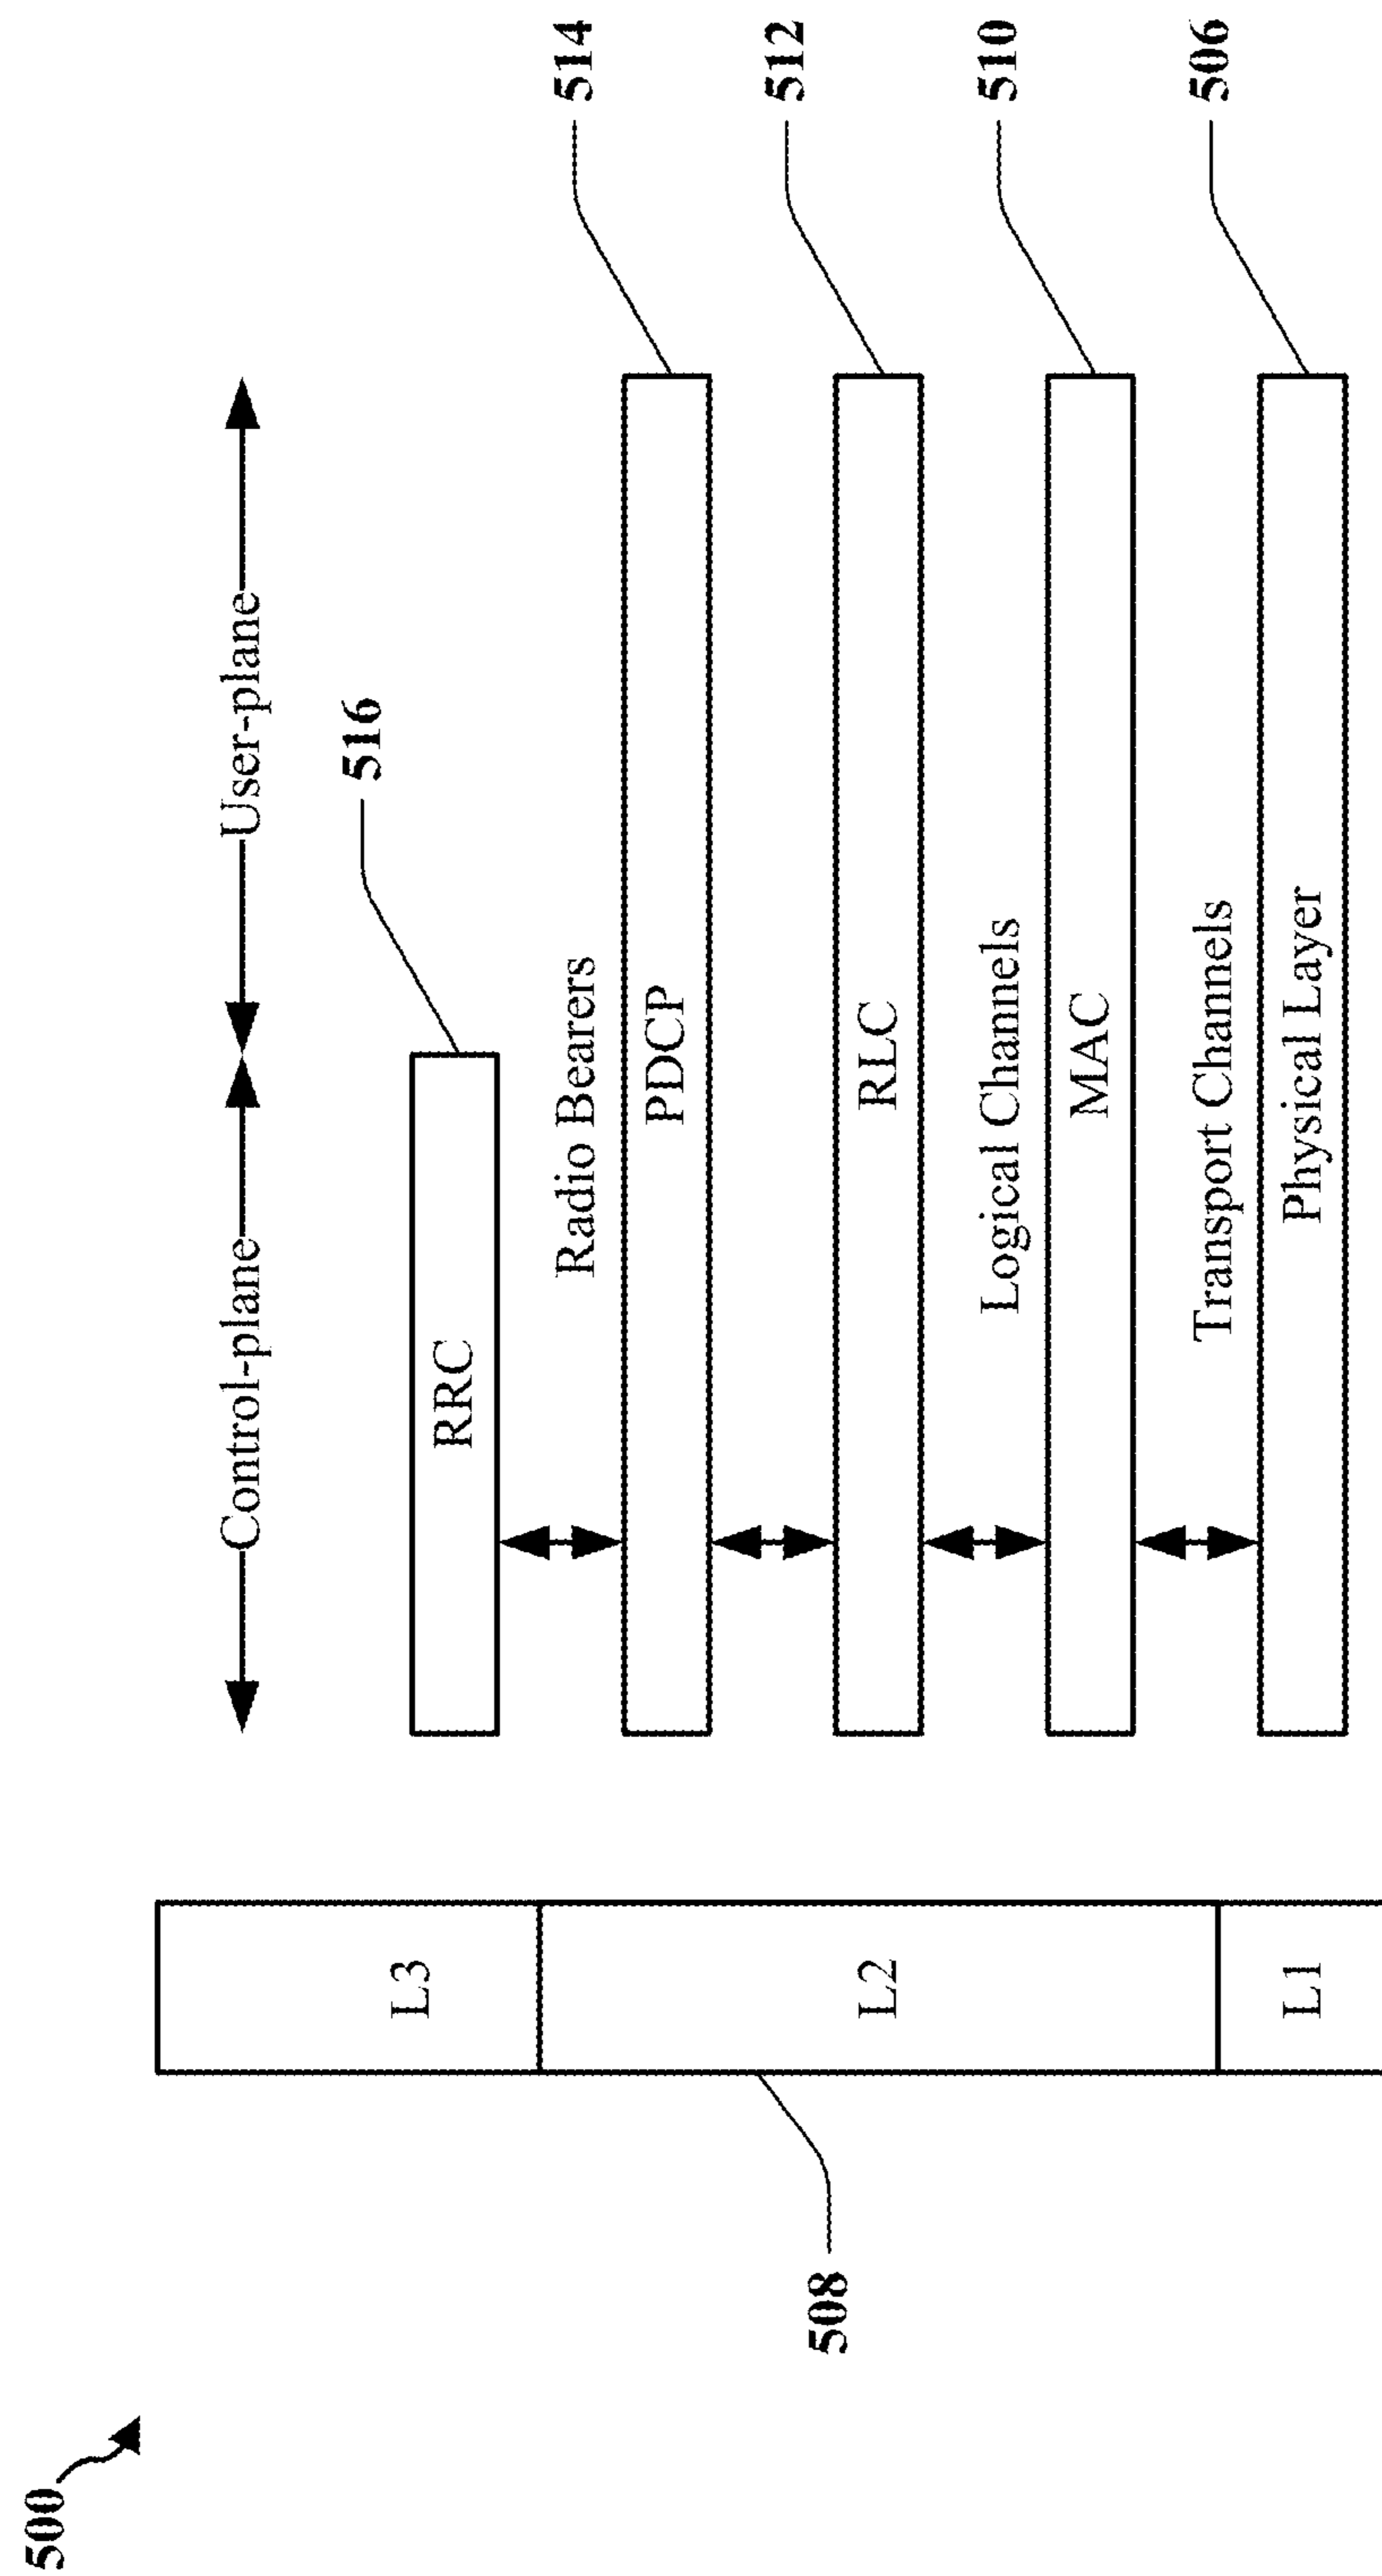 500
Control-plane
User-plane
516
RRC
L3
Radio Bearers
514
PDCP
508
L2
512
RLC
Logical Channels
510
MAC
Transport Channels
506
L1
Physical Layer